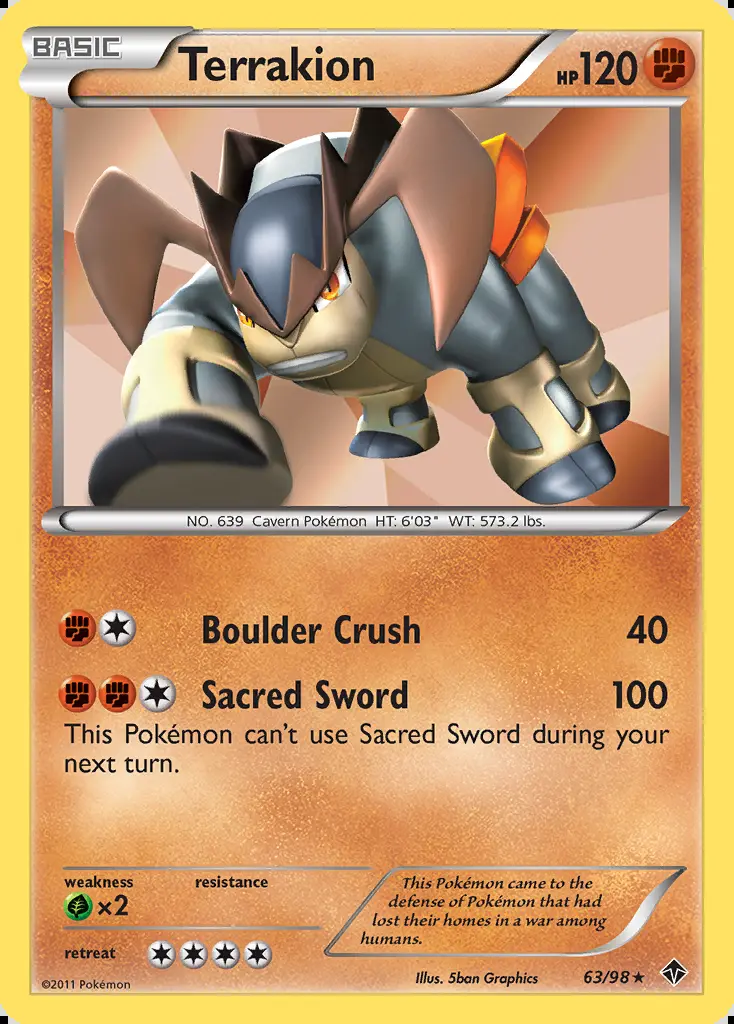 BASIC
Terrakion
HP120
NO. 639 Cavern Pokémon HT: 6'03" WT: 573.2 lbs.
Boulder Crush 40
Sacred Sword 100
This Pokémon can't use Sacred Sword during your
next turn.
weakness resistance
×2
retreat
This Pokémon came to the
defense of Pokémon that had
lost their homes in a war among
humans.
©2011 Pokémon
Illus. 5ban Graphics
63/98★